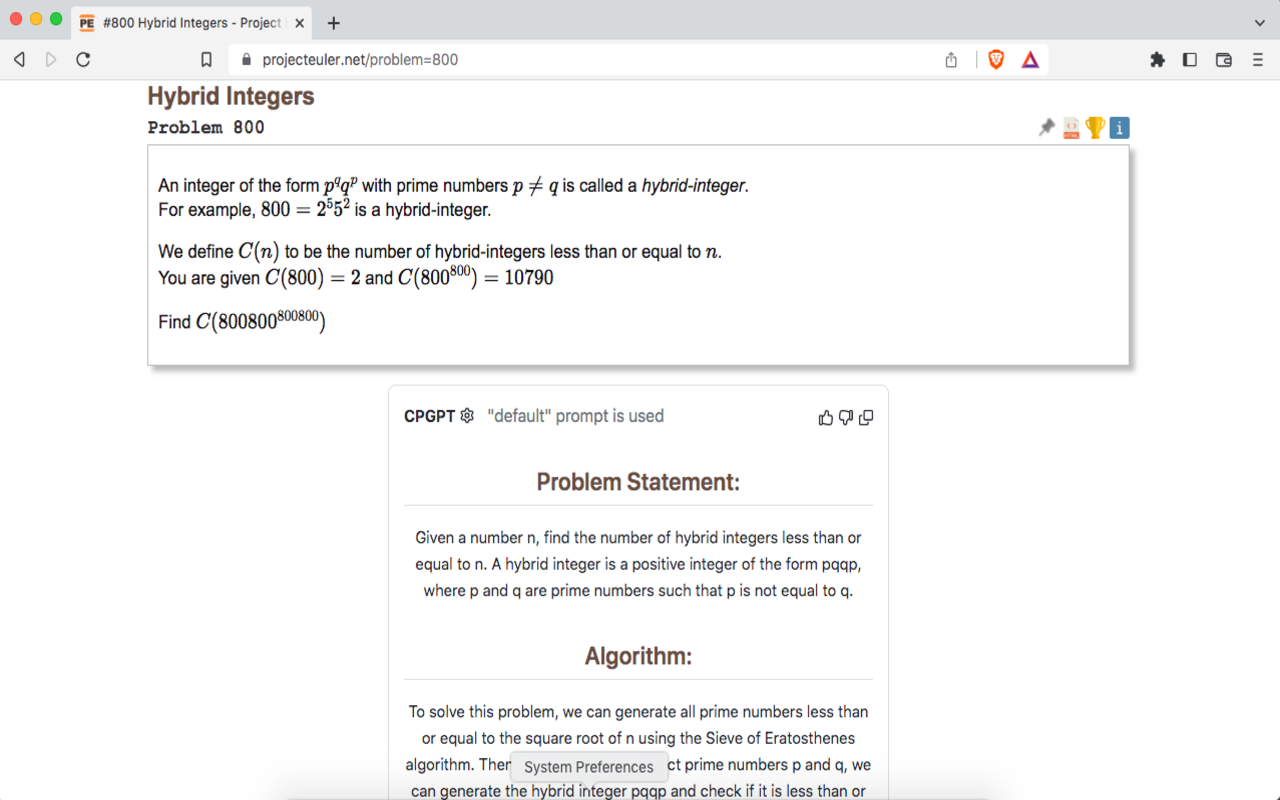 PE #800 Hybrid Integers - Project
projecteuler.net/problem=800
Hybrid Integers
Problem 800
HTML
i
An integer of the form p^q q^p with prime numbers p ≠ q is called a hybrid-integer.
For example, 800 = 2^5 5^2 is a hybrid-integer.
We define C(n) to be the number of hybrid-integers less than or equal to n.
You are given C(800) = 2 and C(800^800) = 10790
Find C(800800^800800)
CPGPT "default" prompt is used
Problem Statement:
Given a number n, find the number of hybrid integers less than or
equal to n. A hybrid integer is a positive integer of the form pqqp,
where p and q are prime numbers such that p is not equal to q.
Algorithm:
To solve this problem, we can generate all prime numbers less than
or equal to the square root of n using the Sieve of Eratosthenes
algorithm. Ther System Preferences ct prime numbers p and q, we
can generate the hybrid integer pqqp and check if it is less than or